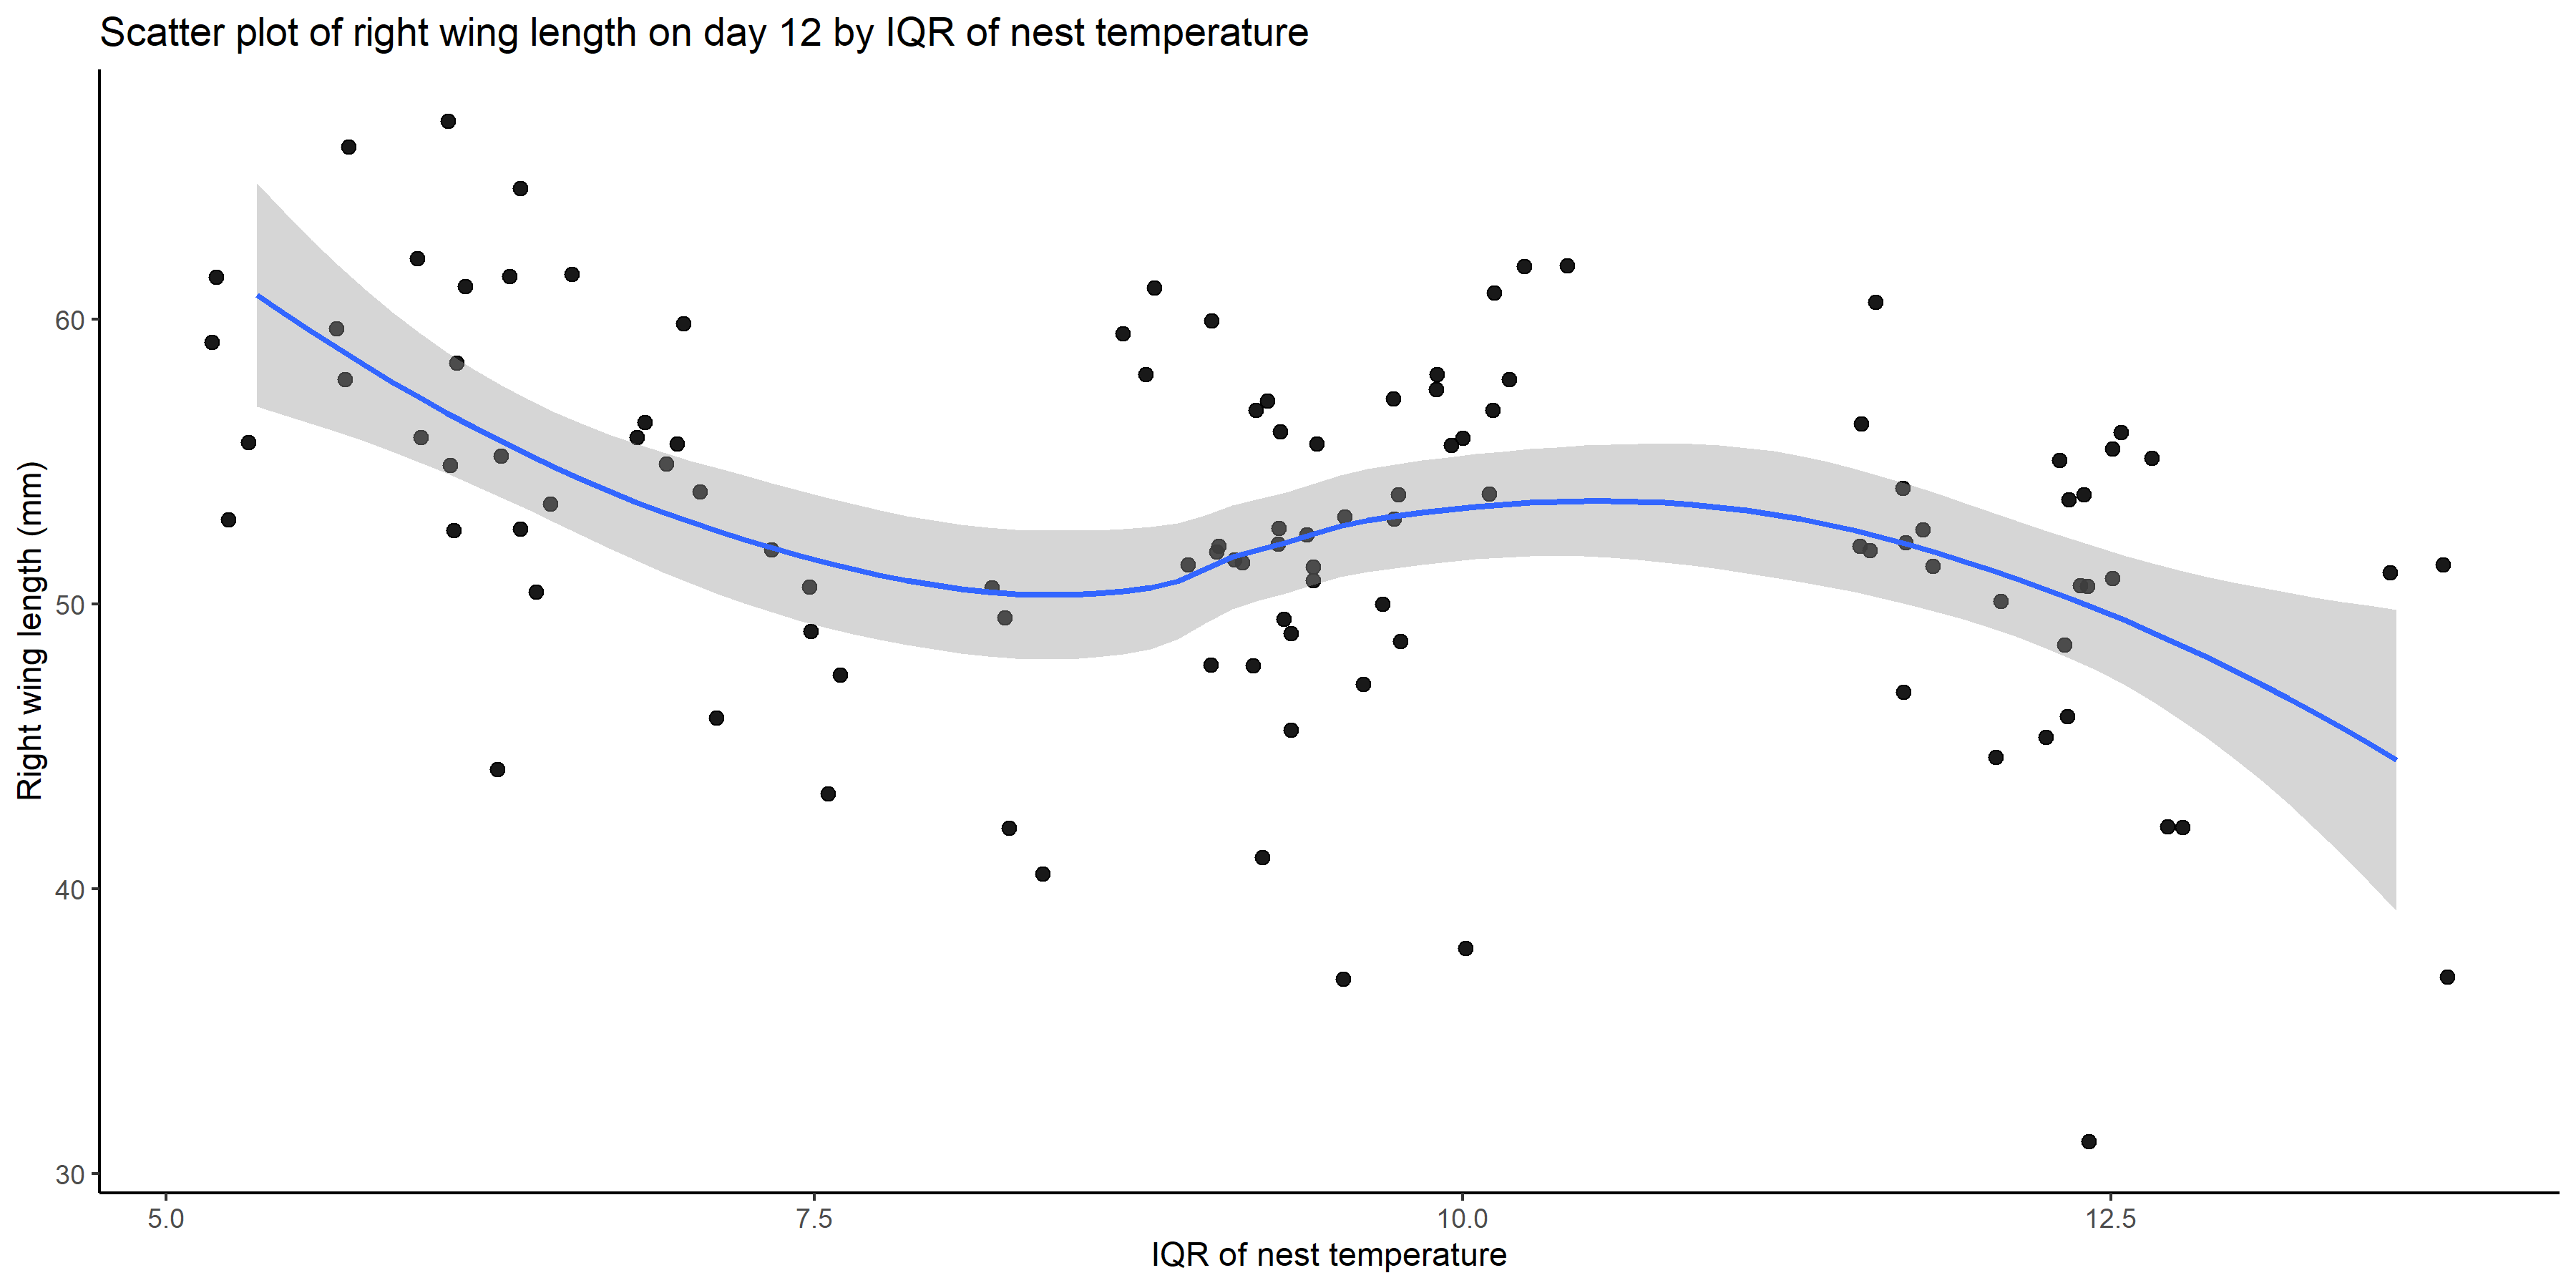 Scatter plot of right wing length on day 12 by IQR of nest temperature
Right wing length (mm)
60
50
40
30
5.0
7.5
10.0
12.5
IQR of nest temperature